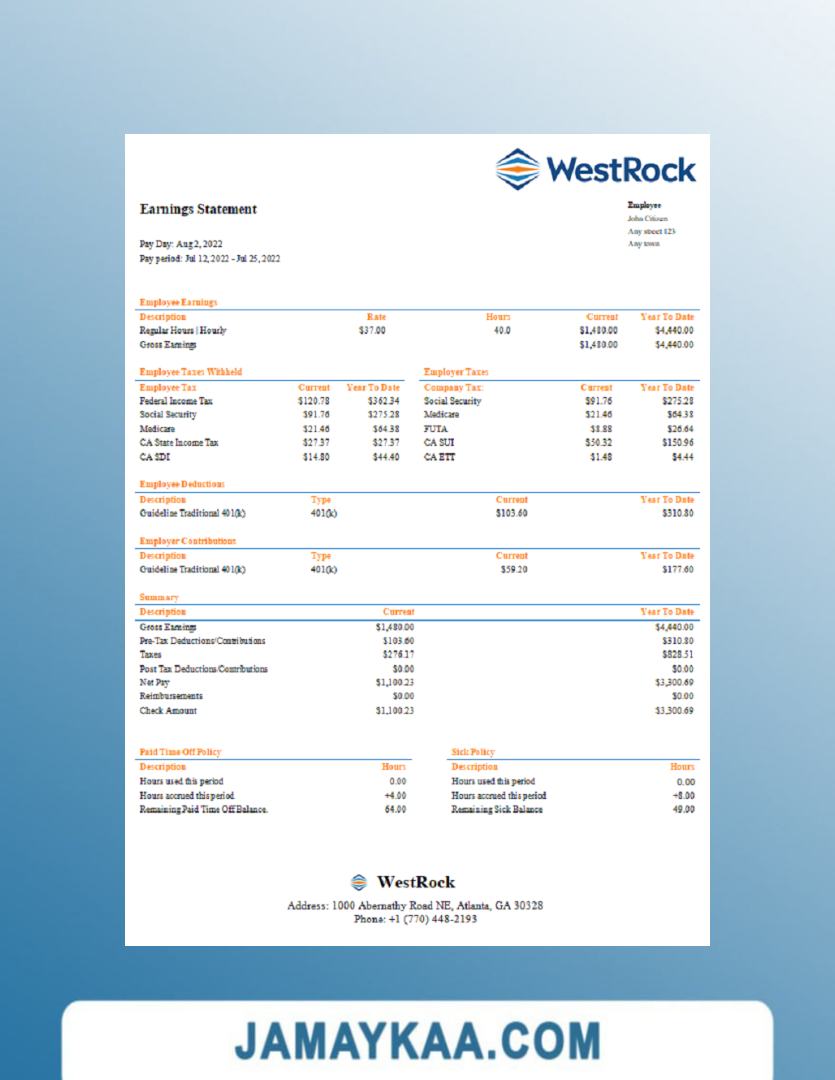 WestRock
Earnings Statement
Employee
John Citizen
Any street 123
Any town
Pay Day: Aug 2, 2022
Pay period: Jul 12, 2022 - Jul 25, 2022
Employee Earnings
Description Rate Hours Current Year To Date
Regular Hours | Hourly $37.00 40.0 $1,480.00 $4,440.00
Gross Earnings $1,480.00 $4,440.00
Employee Taxes Withheld Employer Taxes
Employee Tax Current Year To Date Company Tax: Current Year To Date
Federal Income Tax $120.78 $362.34 Social Security $91.76 $275.28
Social Security $91.76 $275.28 Medicare $21.46 $64.38
Medicare $21.46 $64.38 FUTA $8.88 $26.64
CA State Income Tax $27.37 $27.37 CA SUI $50.32 $150.96
CA SDI $14.80 $44.40 CA ETT $1.48 $4.44
Employee Deductions
Description Type Current Year To Date
Guideline Traditional 401(k) 401(k) $103.60 $310.80
Employer Contributions
Description Type Current Year To Date
Guideline Traditional 401(k) 401(k) $59.20 $177.60
Summary
Description Current Year To Date
Gross Earnings $1,480.00 $4,440.00
Pre-Tax Deductions/Contributions $103.60 $310.80
Taxes $276.17 $828.51
Post Tax Deductions/Contributions $0.00 $0.00
Net Pay $1,100.23 $3,300.69
Reimbursements $0.00 $0.00
Check Amount $1,100.23 $3,300.69
Paid Time Off Policy Sick Policy
Description Hours Description Hours
Hours used this period 0.00 Hours used this period 0.00
Hours accrued this period +4.00 Hours accrued this period +8.00
Remaining Paid Time Off Balance. 64.00 Remaining Sick Balance 49.00
WestRock
Address: 1000 Abernathy Road NE, Atlanta, GA 30328
Phone: +1 (770) 448-2193
JAMAYKAA.COM